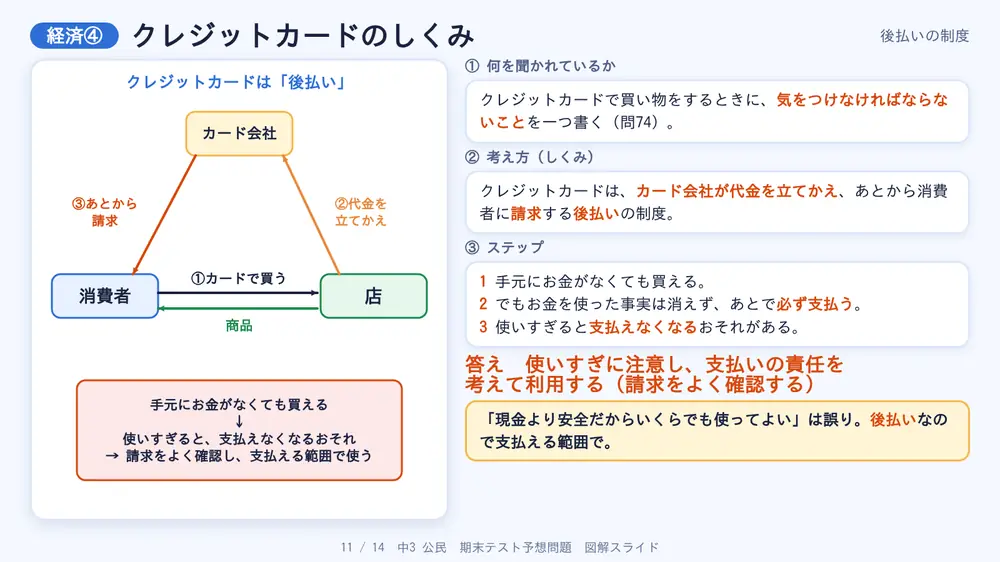 経済④ クレジットカードのしくみ
後払いの制度
クレジットカードは「後払い」
カード会社
③あとから
請求
②代金を
立てかえ
消費者
①カードで買う
店
商品
手元にお金がなくても買える
↓
使いすぎると、支払えなくなるおそれ
→ 請求をよく確認し、支払える範囲で使う
① 何を聞かれているか
クレジットカードで買い物をするときに、気をつけなければならな
いことを一つ書く（問74）。
② 考え方（しくみ）
クレジットカードは、カード会社が代金を立てかえ、あとから消費
者に請求する後払いの制度。
③ ステップ
1 手元にお金がなくても買える。
2 でもお金を使った事実は消えず、あとで必ず支払う。
3 使いすぎると支払えなくなるおそれがある。
答え　使いすぎに注意し、支払いの責任を
考えて利用する（請求をよく確認する）
「現金より安全だからいくらでも使ってよい」は誤り。後払いなの
で支払える範囲で。
11 / 14　中3 公民　期末テスト予想問題　図解スライド